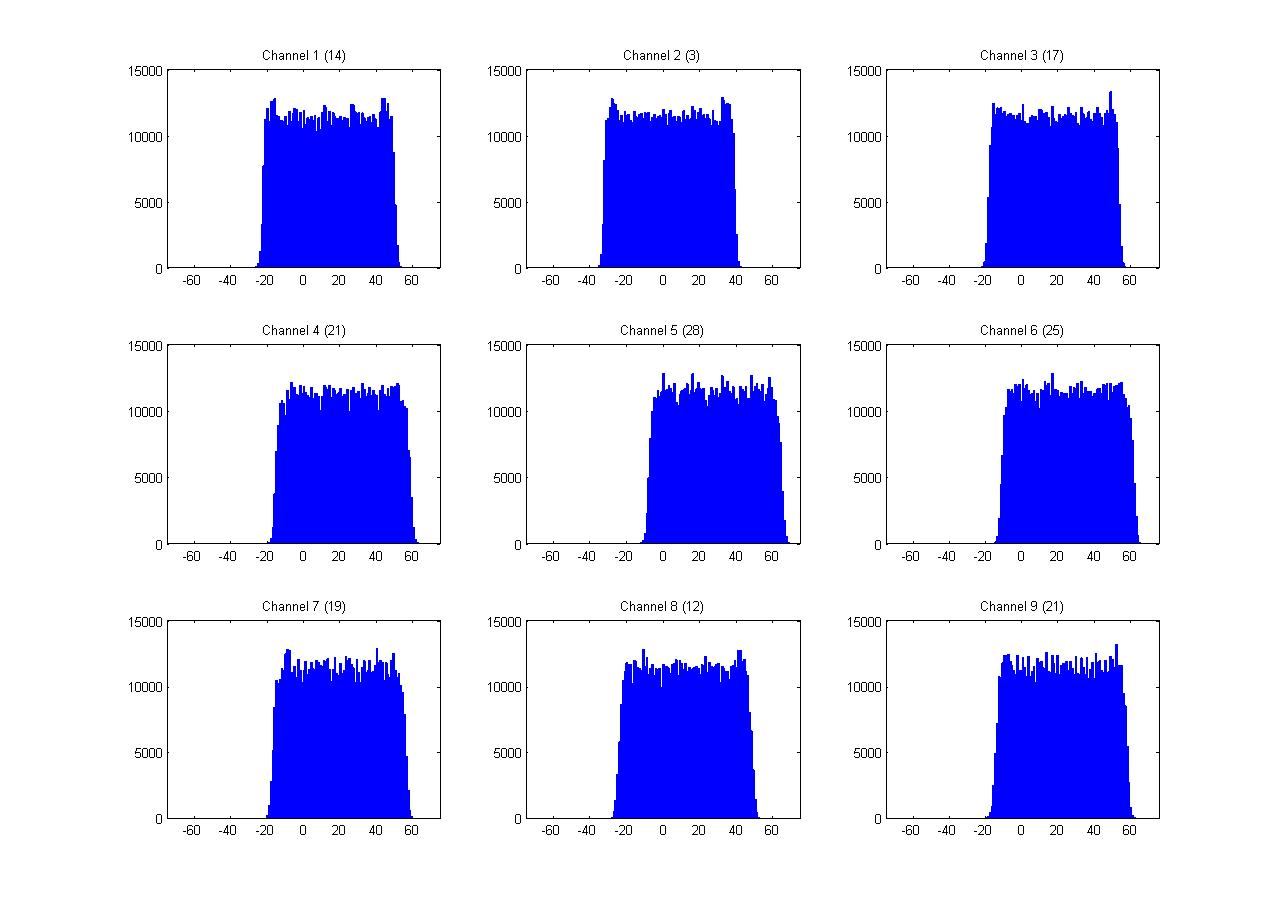 Channel 1 (14)
Channel 2 (3)
Channel 3 (17)
15000 15000 15000
10000 10000 10000
5000 5000 5000
0 0 0
-60 -40 -20 0 20 40 60 -60 -40 -20 0 20 40 60 -60 -40 -20 0 20 40 60
Channel 4 (21)
Channel 5 (28)
Channel 6 (25)
15000 15000 15000
10000 10000 10000
5000 5000 5000
0 0 0
-60 -40 -20 0 20 40 60 -60 -40 -20 0 20 40 60 -60 -40 -20 0 20 40 60
Channel 7 (19)
Channel 8 (12)
Channel 9 (21)
15000 15000 15000
10000 10000 10000
5000 5000 5000
0 0 0
-60 -40 -20 0 20 40 60 -60 -40 -20 0 20 40 60 -60 -40 -20 0 20 40 60